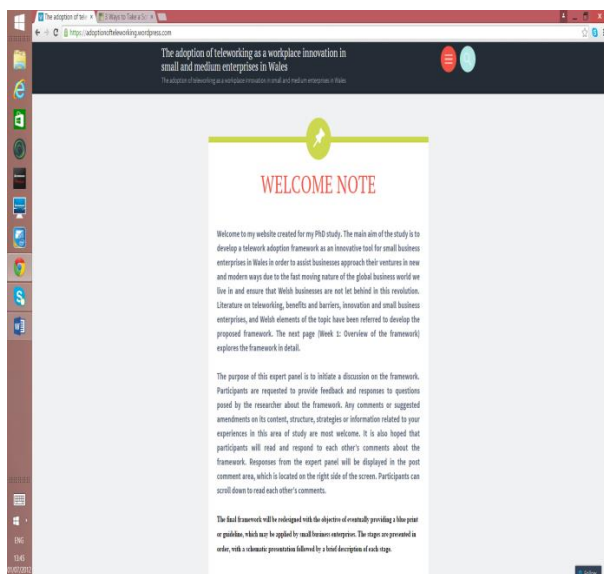 The adoption of tele
3 Ways to Take a Scr
https://adoptionofteleworking.wordpress.com
The adoption of teleworking as a workplace innovation in
small and medium enterprises in Wales
The adoption of teleworking as a workplace innovation in small and medium enterprises in Wales
WELCOME NOTE
Welcome to my website created for my PhD study. The main aim of the study is to
develop a telework adoption framework as an innovative tool for small business
enterprises in Wales in order to assist businesses approach their ventures in new
and modern ways due to the fast moving nature of the global business world we
live in and ensure that Welsh businesses are not left behind in this revolution.
Literature on teleworking, benefits and barriers, innovation and small business
enterprises, and Welsh elements of the topic have been referred to develop the
proposed framework. The next page (Week 1: Overview of the framework)
explores the framework in detail.
The purpose of this expert panel is to initiate a discussion on the framework.
Participants are requested to provide feedback and responses to questions
posed by the researcher about the framework. Any comments or suggested
amendments on its content, structure, strategies or information related to your
experiences in this area of study are most welcome. It is also hoped that
participants will read and respond to each other's comments about the
framework. Responses from the expert panel will be displayed in the post
comment area, which is located on the right side of the screen. Participants can
scroll down to read each other's comments.
The final framework will be redesigned with the objective of eventually providing a blue print
or guideline, which may be applied by small business enterprises. The stages are presented in
order, with a schematic presentation followed by a brief description of each stage.
ENG
13:45
Follow